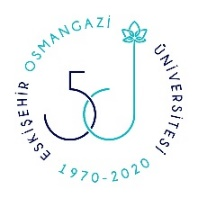 ESKİŞEHİR OSMANGAZİ ÜNİVERSİTESİ
50
1970-2020